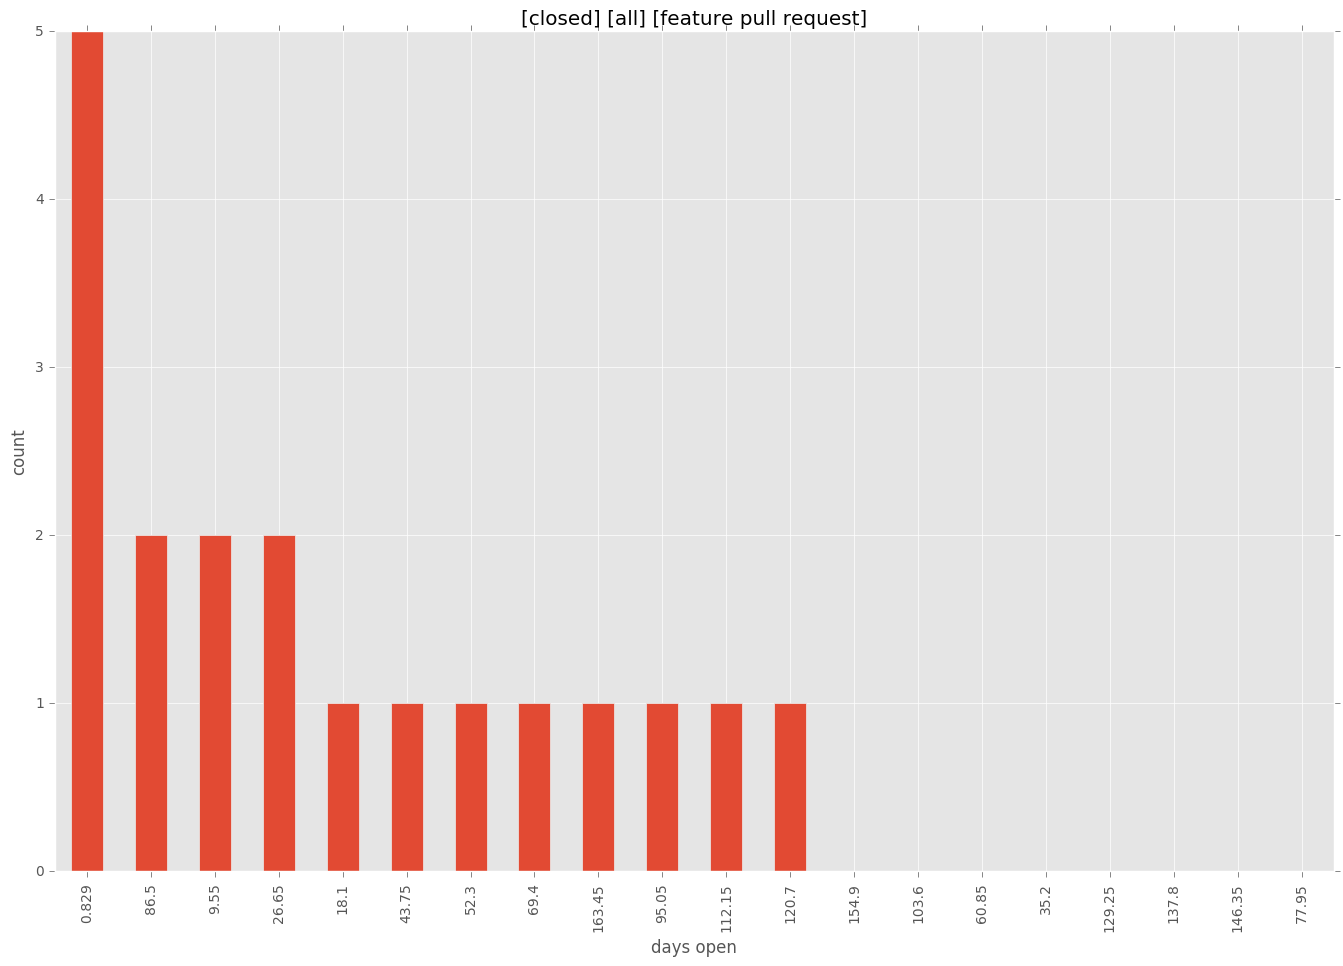 [closed] [all] [feature pull request]
5
4
3
2
1
0
count
0.829 86.5 9.55 26.65 18.1 43.75 52.3 69.4 163.45 95.05 112.15 120.7 154.9 103.6 60.85 35.2 129.25 137.8 146.35 77.95
days open